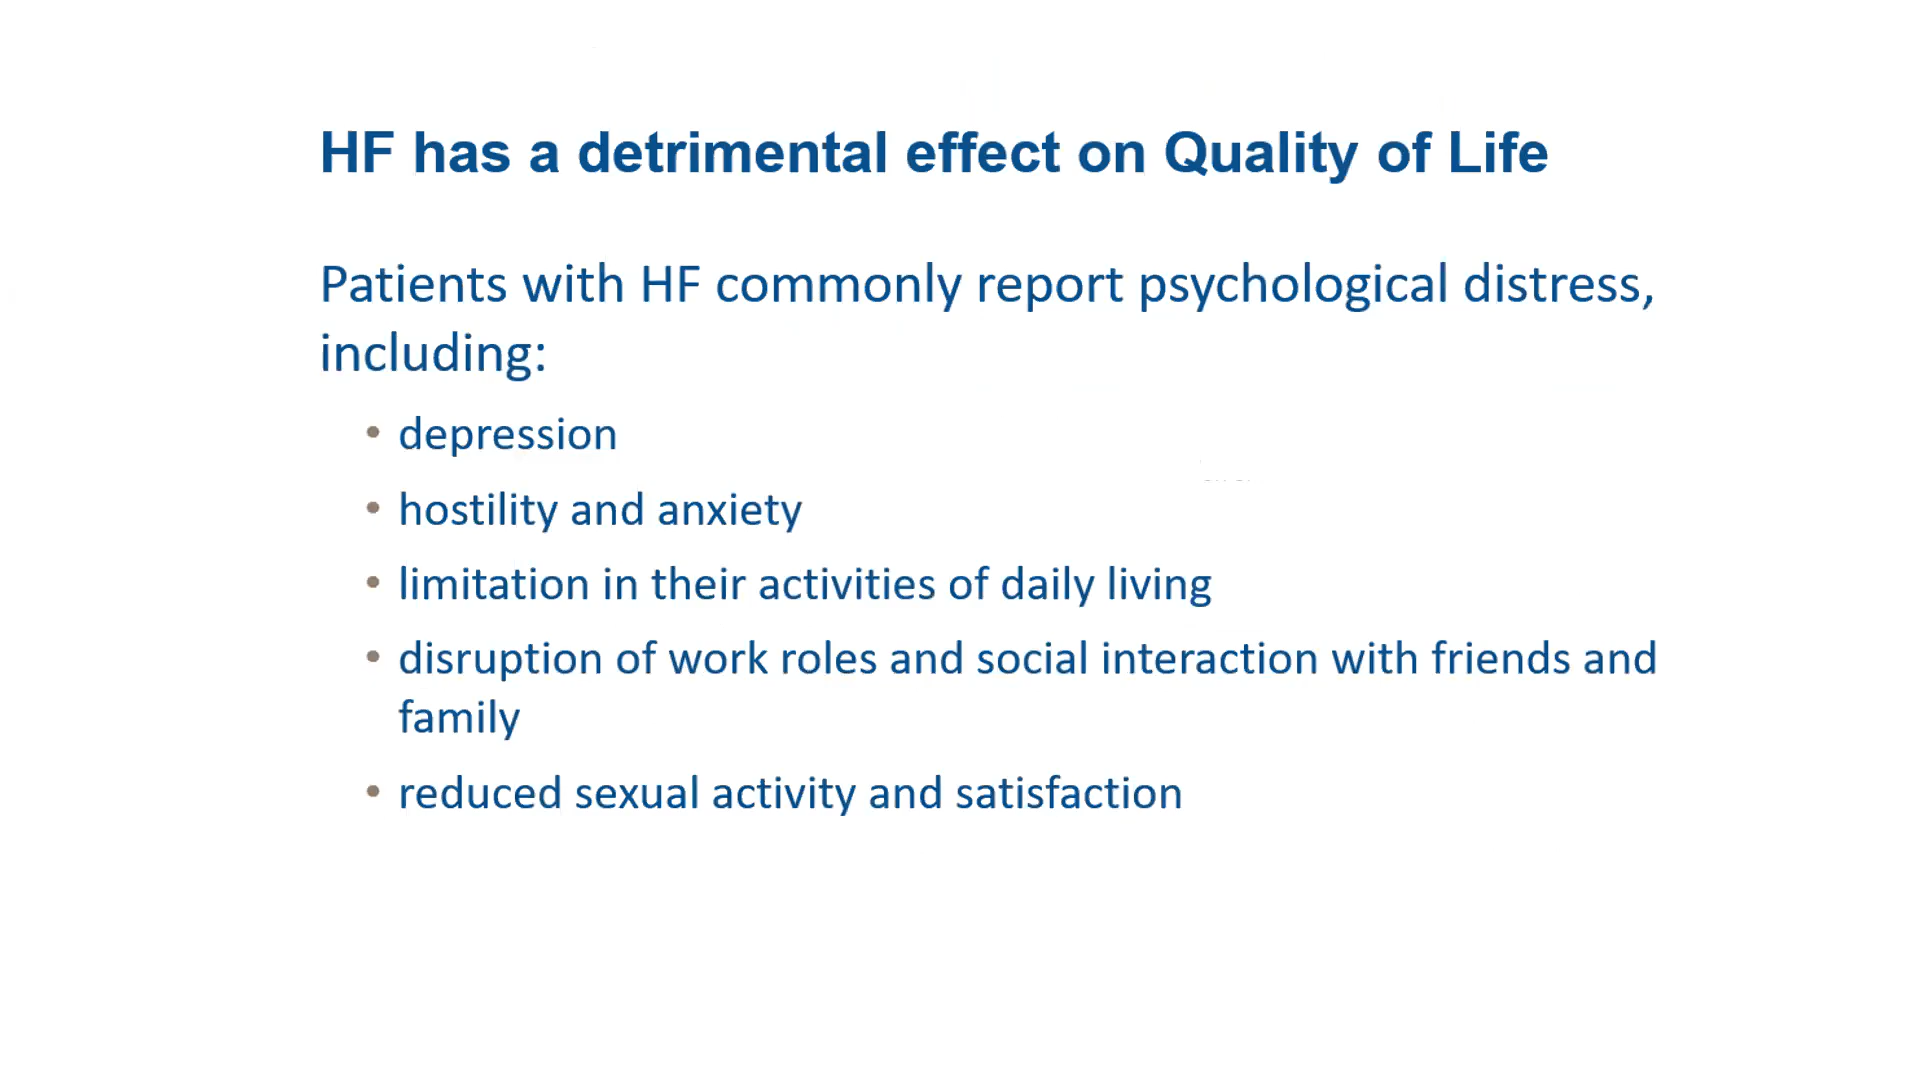 HF has a detrimental effect on Quality of Life
Patients with HF commonly report psychological distress,
including:
• depression
• hostility and anxiety
• limitation in their activities of daily living
• disruption of work roles and social interaction with friends and
family
• reduced sexual activity and satisfaction